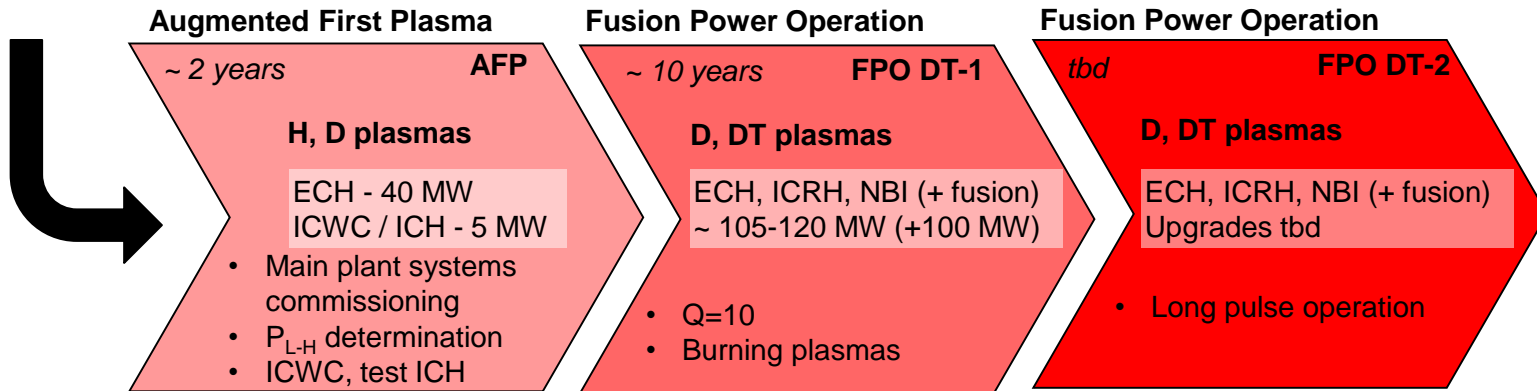 Augmented First Plasma
~ 2 years AFP
H, D plasmas
ECH - 40 MW
ICWC / ICH - 5 MW
• Main plant systems
commissioning
• P_L-H determination
• ICWC, test ICH
Fusion Power Operation
~ 10 years FPO DT-1
D, DT plasmas
ECH, ICRH, NBI (+ fusion)
~ 105-120 MW (+100 MW)
• Q=10
• Burning plasmas
Fusion Power Operation
tbd FPO DT-2
D, DT plasmas
ECH, ICRH, NBI (+ fusion)
Upgrades tbd
• Long pulse operation